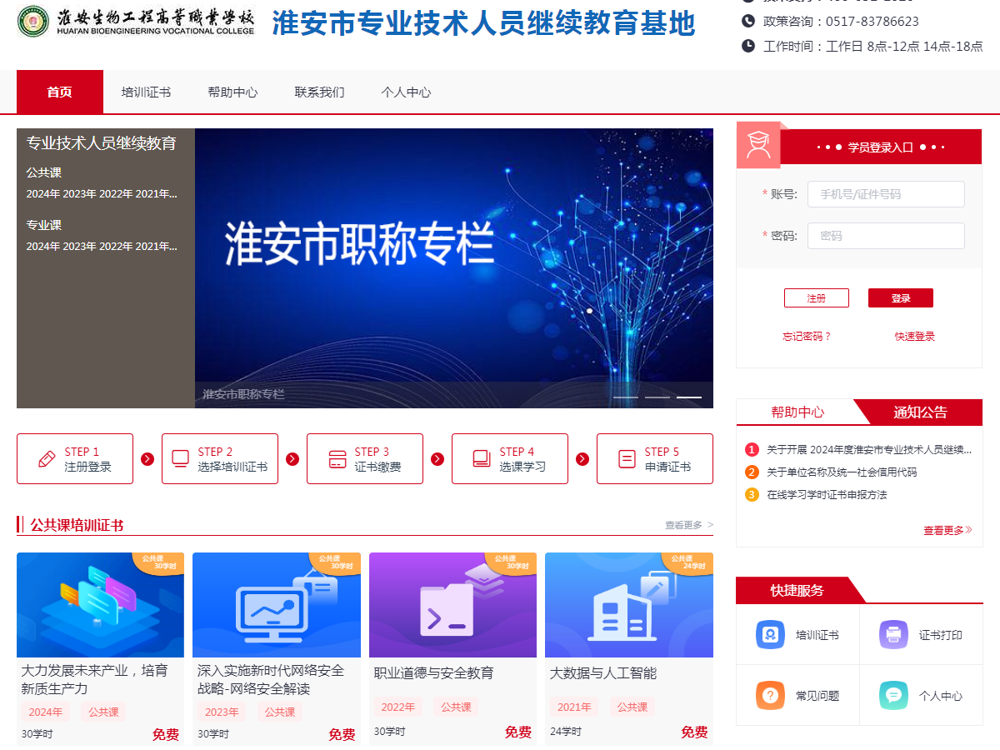 淮安生物工程高等職業学校
HUAI'AN BIOENGINEERING VOCATIONAL COLLEGE
淮安市专业技术人员继续教育基地
政策咨询：0517-83786623
工作时间：工作日 8点-12点 14点-18点
首页 培训证书 帮助中心 联系我们 个人中心
专业技术人员继续教育
公共课
2024年 2023年 2022年 2021年...
专业课
2024年 2023年 2022年 2021年...
淮安市职称专栏
淮安市职称专栏
学员登录入口
* 账号: 手机号/证件号码
* 密码: 密码
注册 登录
忘记密码？ 快速登录
STEP 1
注册登录
STEP 2
选择培训证书
STEP 3
证书缴费
STEP 4
选课学习
STEP 5
申请证书
帮助中心 通知公告
1 关于开展 2024年度淮安市专业技术人员继续...
2 关于单位名称及统一社会信用代码
3 在线学习学时证书申报方法
查看更多
公共课培训证书
查看更多 >
公共课
30学时
大力发展未来产业，培育
新质生产力
2024年 公共课
30学时 免费
公共课
30学时
深入实施新时代网络安全
战略-网络安全解读
2023年 公共课
30学时 免费
公共课
30学时
职业道德与安全教育
2022年 公共课
30学时 免费
公共课
24学时
大数据与人工智能
2021年 公共课
24学时 免费
快捷服务
培训证书 证书打印
常见问题 个人中心